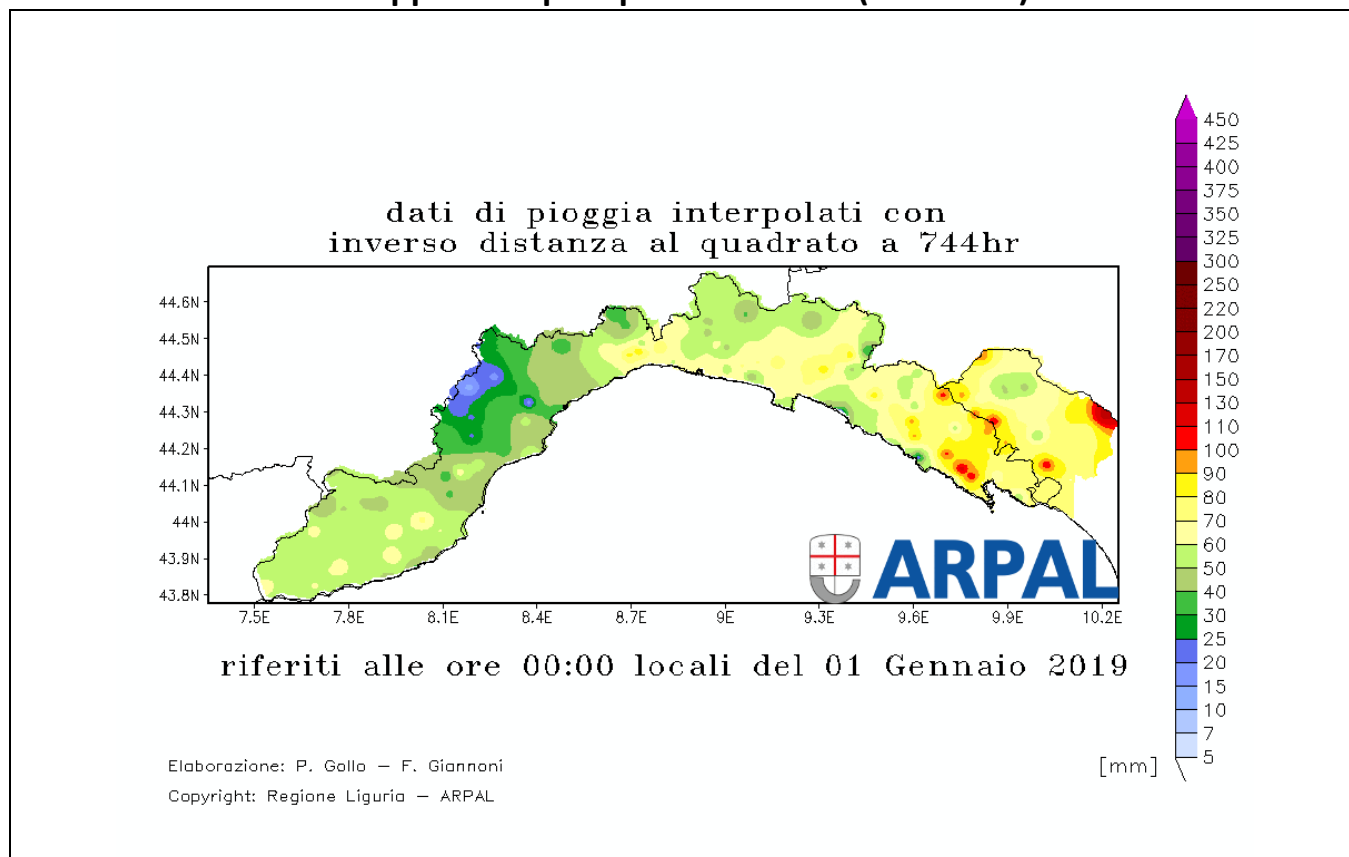 dati di pioggia interpolati con
inverso distanza al quadrato a 744hr
44.6N
44.5N
44.4N
44.3N
44.2N
44.1N
44N
43.9N
43.8N
7.5E 7.8E 8.1E 8.4E 8.7E 9E 9.3E 9.6E 9.9E 10.2E
ARPAL
riferiti alle ore 00:00 locali del 01 Gennaio 2019
450
425
400
375
350
325
300
250
220
200
170
150
130
110
100
90
80
70
60
50
40
30
25
20
15
10
7
5
[mm]
Elaborazione: P. Gollo – F. Giannoni
Copyright: Regione Liguria – ARPAL